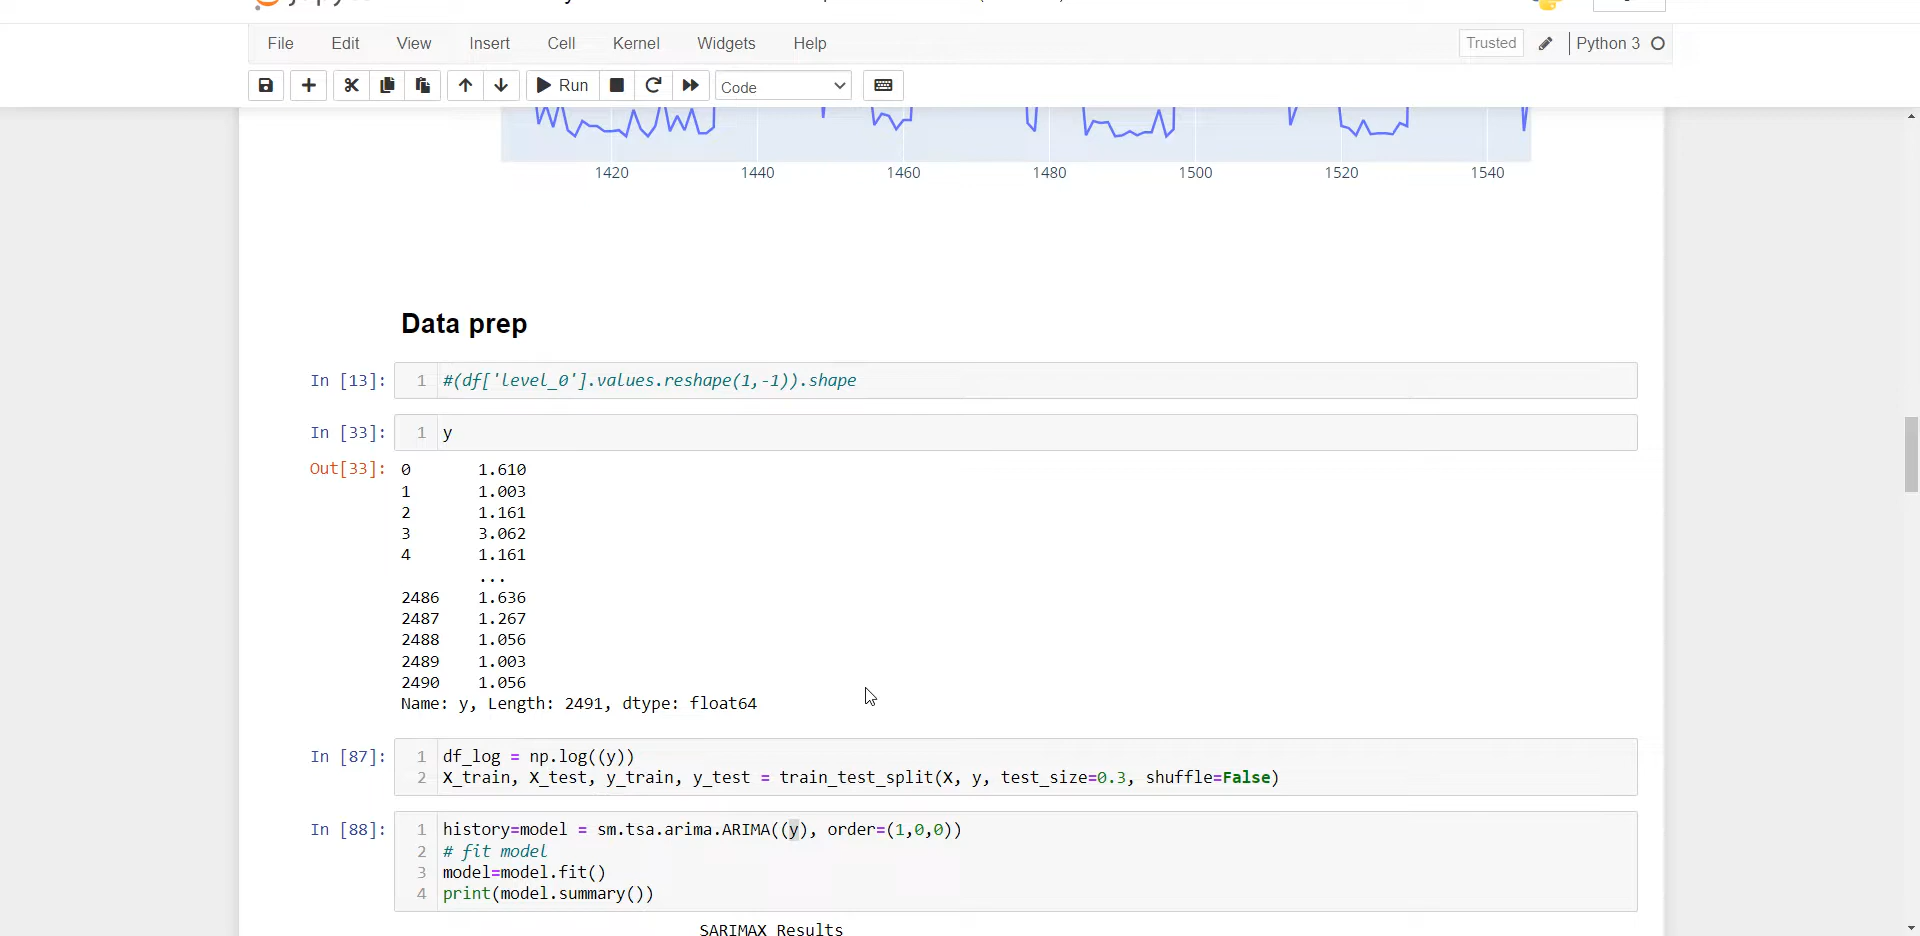 File Edit View Insert Cell Kernel Widgets Help Trusted Python 3
Run Code
1420 1440 1460 1480 1500 1520 1540
Data prep
In [13]: 1 #(df['level_0'].values.reshape(1,-1)).shape
In [33]: 1 y
Out[33]: 0 1.610
1 1.003
2 1.161
3 3.062
4 1.161
...
2486 1.636
2487 1.267
2488 1.056
2489 1.003
2490 1.056
Name: y, Length: 2491, dtype: float64
In [87]: 1 df_log = np.log((y))
2 X_train, X_test, y_train, y_test = train_test_split(X, y, test_size=0.3, shuffle=False)
In [88]: 1 history=model = sm.tsa.arima.ARIMA((y), order=(1,0,0))
2 # fit model
3 model=model.fit()
4 print(model.summary())
SARIMAX Results